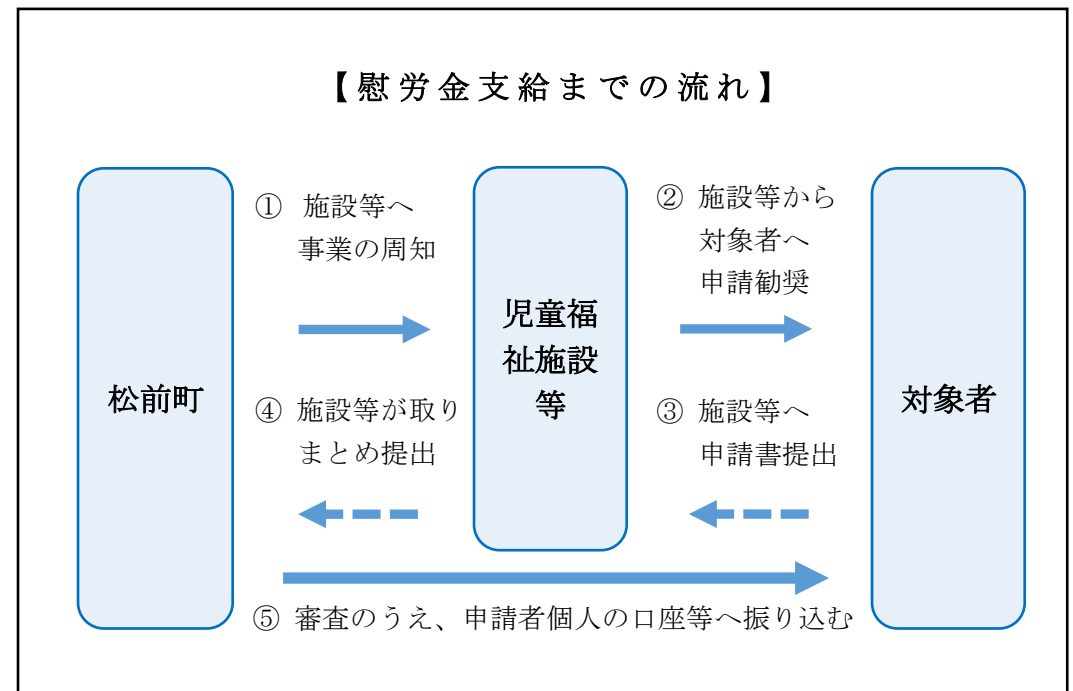 【慰労金支給までの流れ】
松前町
① 施設等へ
事業の周知
児童福
祉施設
等
② 施設等から
対象者へ
申請勧奨
対象者
③ 施設等へ
申請書提出
④ 施設等が取り
まとめ提出
⑤ 審査のうえ、申請者個人の口座等へ振り込む